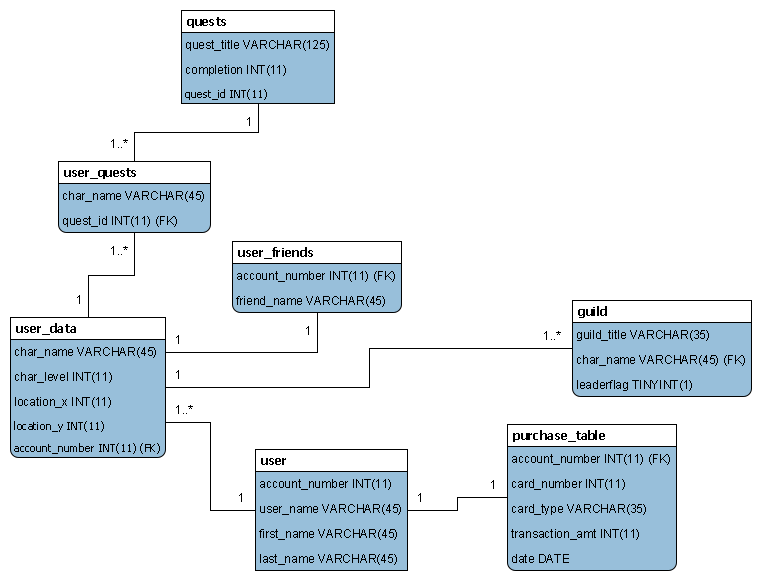 quests
quest_title VARCHAR(125)
completion INT(11)
quest_id INT(11)
1
1..*
user_quests
char_name VARCHAR(45)
quest_id INT(11) (FK)
1..*
1
user_friends
account_number INT(11) (FK)
friend_name VARCHAR(45)
1
1
user_data
char_name VARCHAR(45)
char_level INT(11)
location_x INT(11)
location_y INT(11)
account_number INT(11) (FK)
1
1..*
guild
guild_title VARCHAR(35)
char_name VARCHAR(45) (FK)
leaderflag TINYINT(1)
1..*
1
user
account_number INT(11)
user_name VARCHAR(45)
first_name VARCHAR(45)
last_name VARCHAR(45)
1
1
purchase_table
account_number INT(11) (FK)
card_number INT(11)
card_type VARCHAR(35)
transaction_amt INT(11)
date DATE